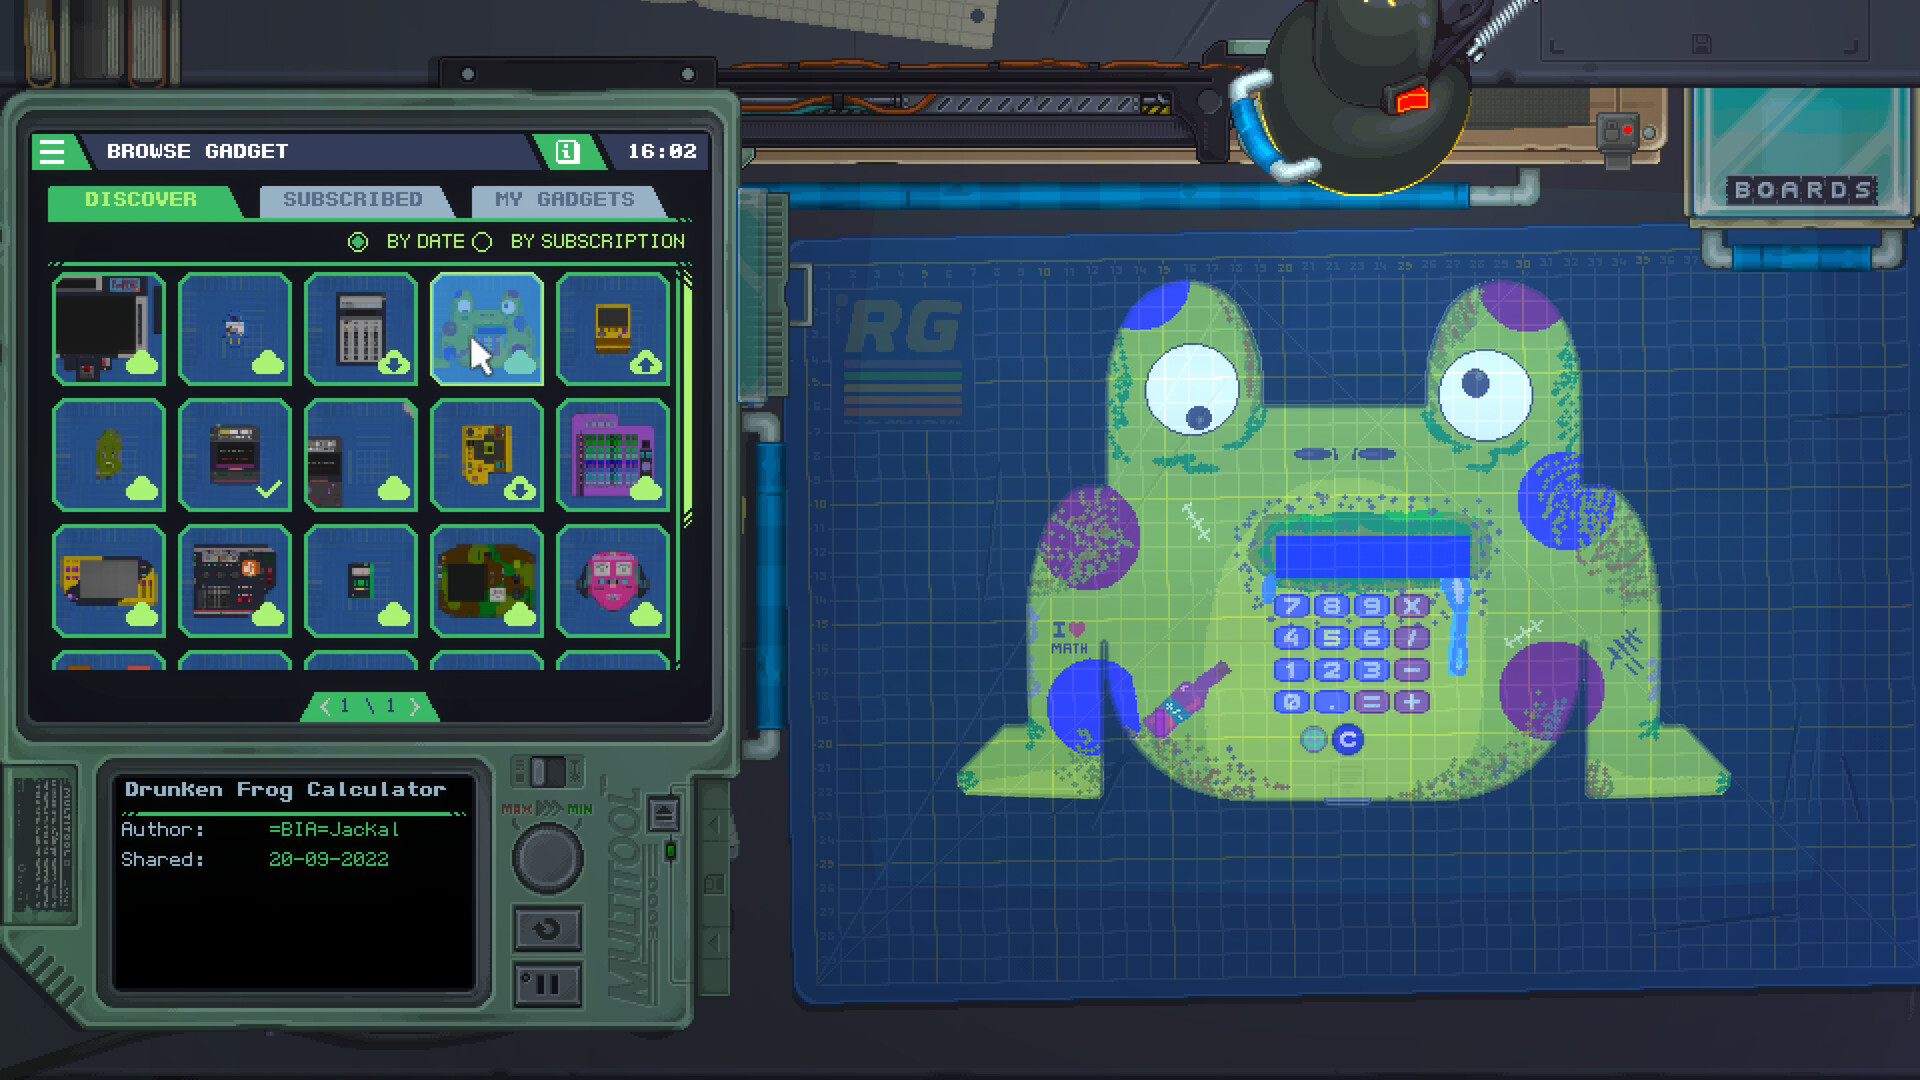 BROWSE GADGET
16:02
DISCOVER
SUBSCRIBED
MY GADGETS
BY DATE
BY SUBSCRIPTION
1 \ 1
Drunken Frog Calculator
Author: =BIA=JacKal
Shared: 20-09-2022
MAX
MIN
MULTITOOL
BOARDS
RG
I ♥
MATH
7 8 9 X
4 5 6 /
1 2 3 -
0 . = +
C